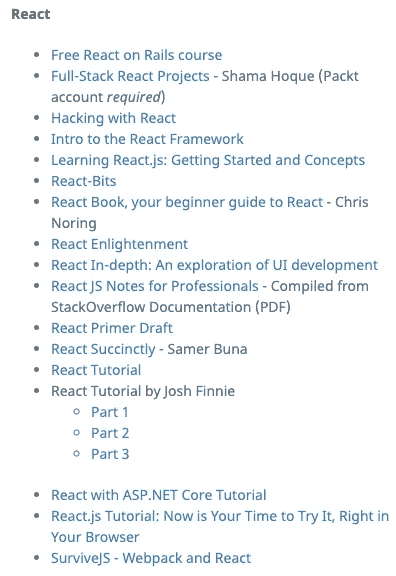 React
Free React on Rails course
Full-Stack React Projects - Shama Hoque (Packt
account required)
Hacking with React
Intro to the React Framework
Learning React.js: Getting Started and Concepts
React-Bits
React Book, your beginner guide to React - Chris
Noring
React Enlightenment
React In-depth: An exploration of UI development
React JS Notes for Professionals - Compiled from
StackOverflow Documentation (PDF)
React Primer Draft
React Succinctly - Samer Buna
React Tutorial
React Tutorial by Josh Finnie
Part 1
Part 2
Part 3
React with ASP.NET Core Tutorial
React.js Tutorial: Now is Your Time to Try It, Right in
Your Browser
SurviveJS - Webpack and React